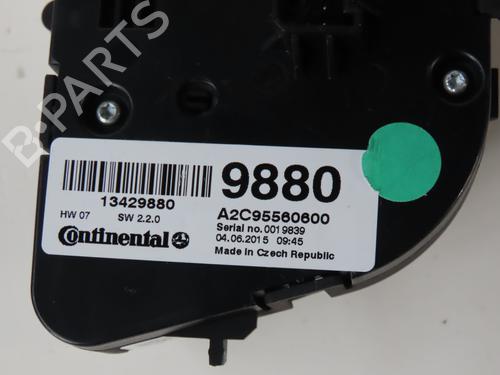 B-PARTS
13429880
HW 07 SW 2.2.0
Continental
9880
A2C95560600
Serial no.0019839
04.06.2015 09:45
Made in Czech Republic